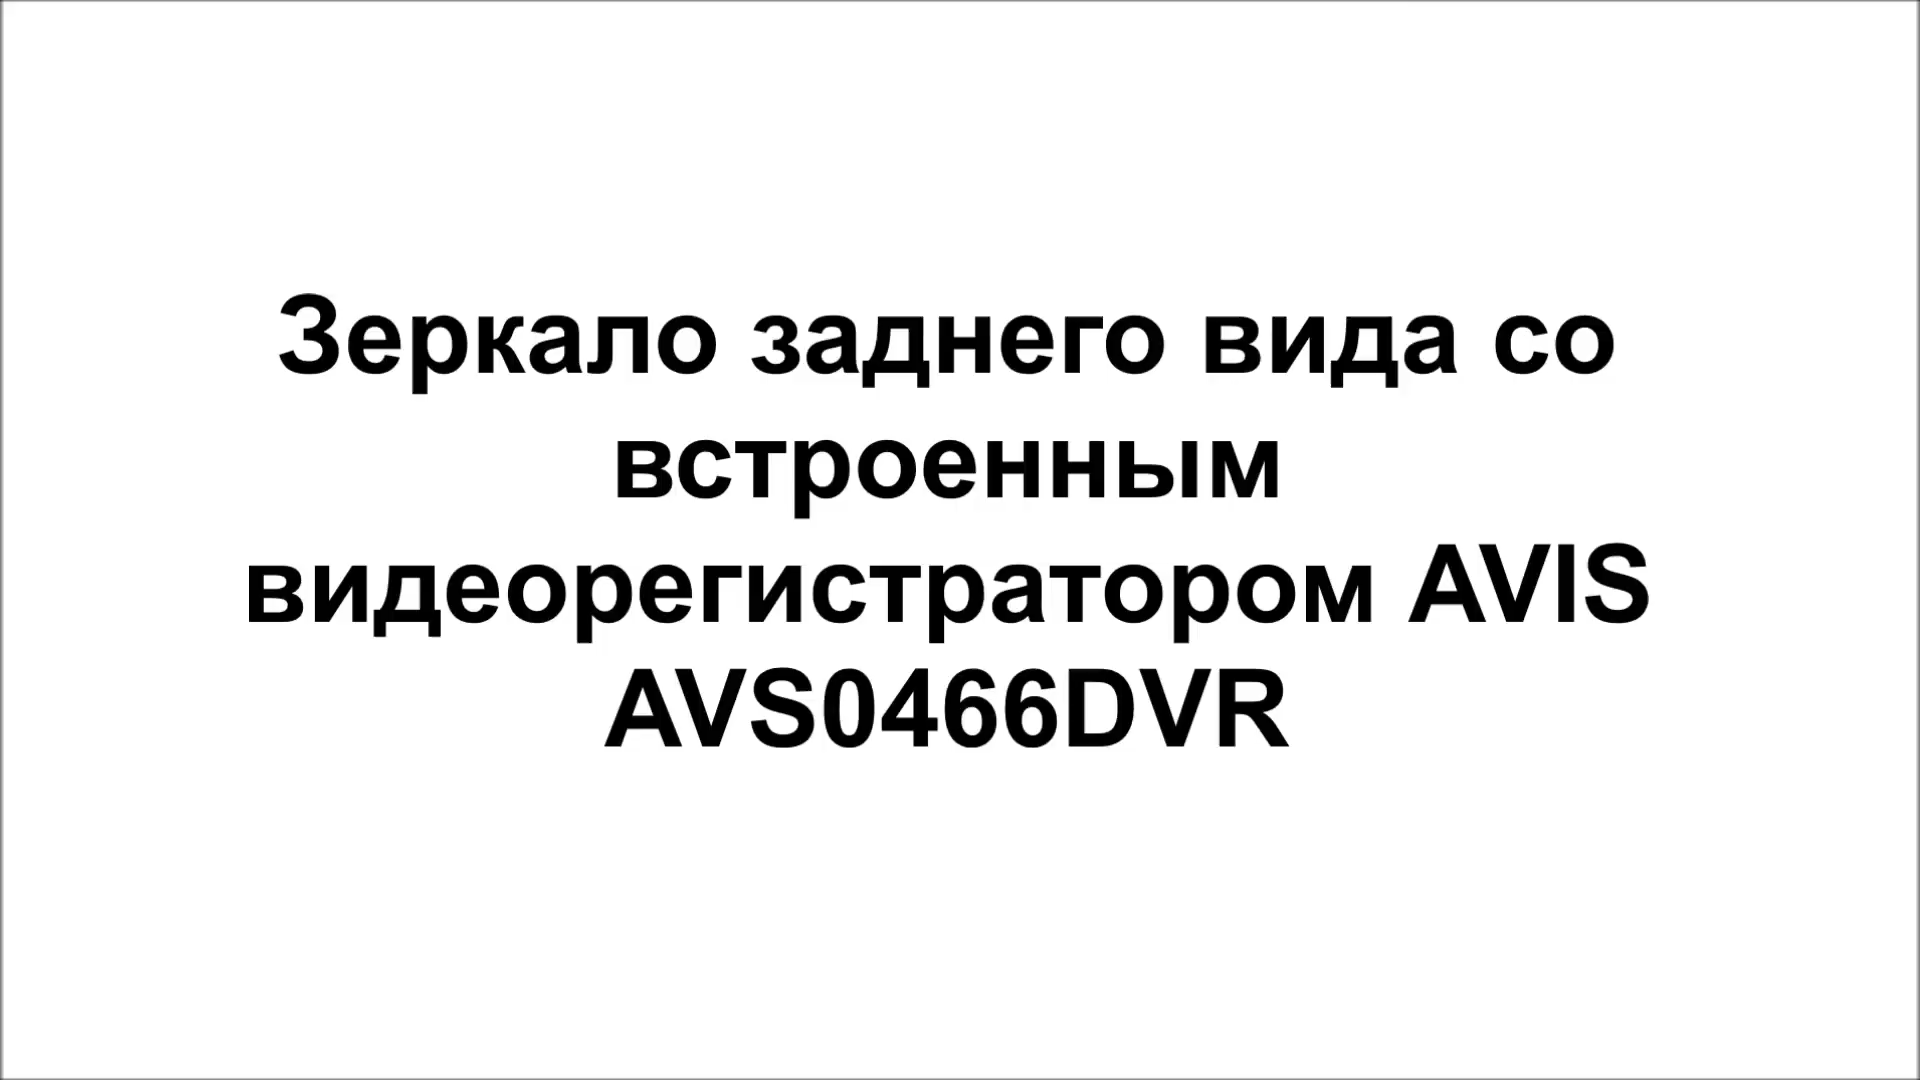 Зеркало заднего вида со
встроенным
видеорегистратором AVIS
AVS0466DVR